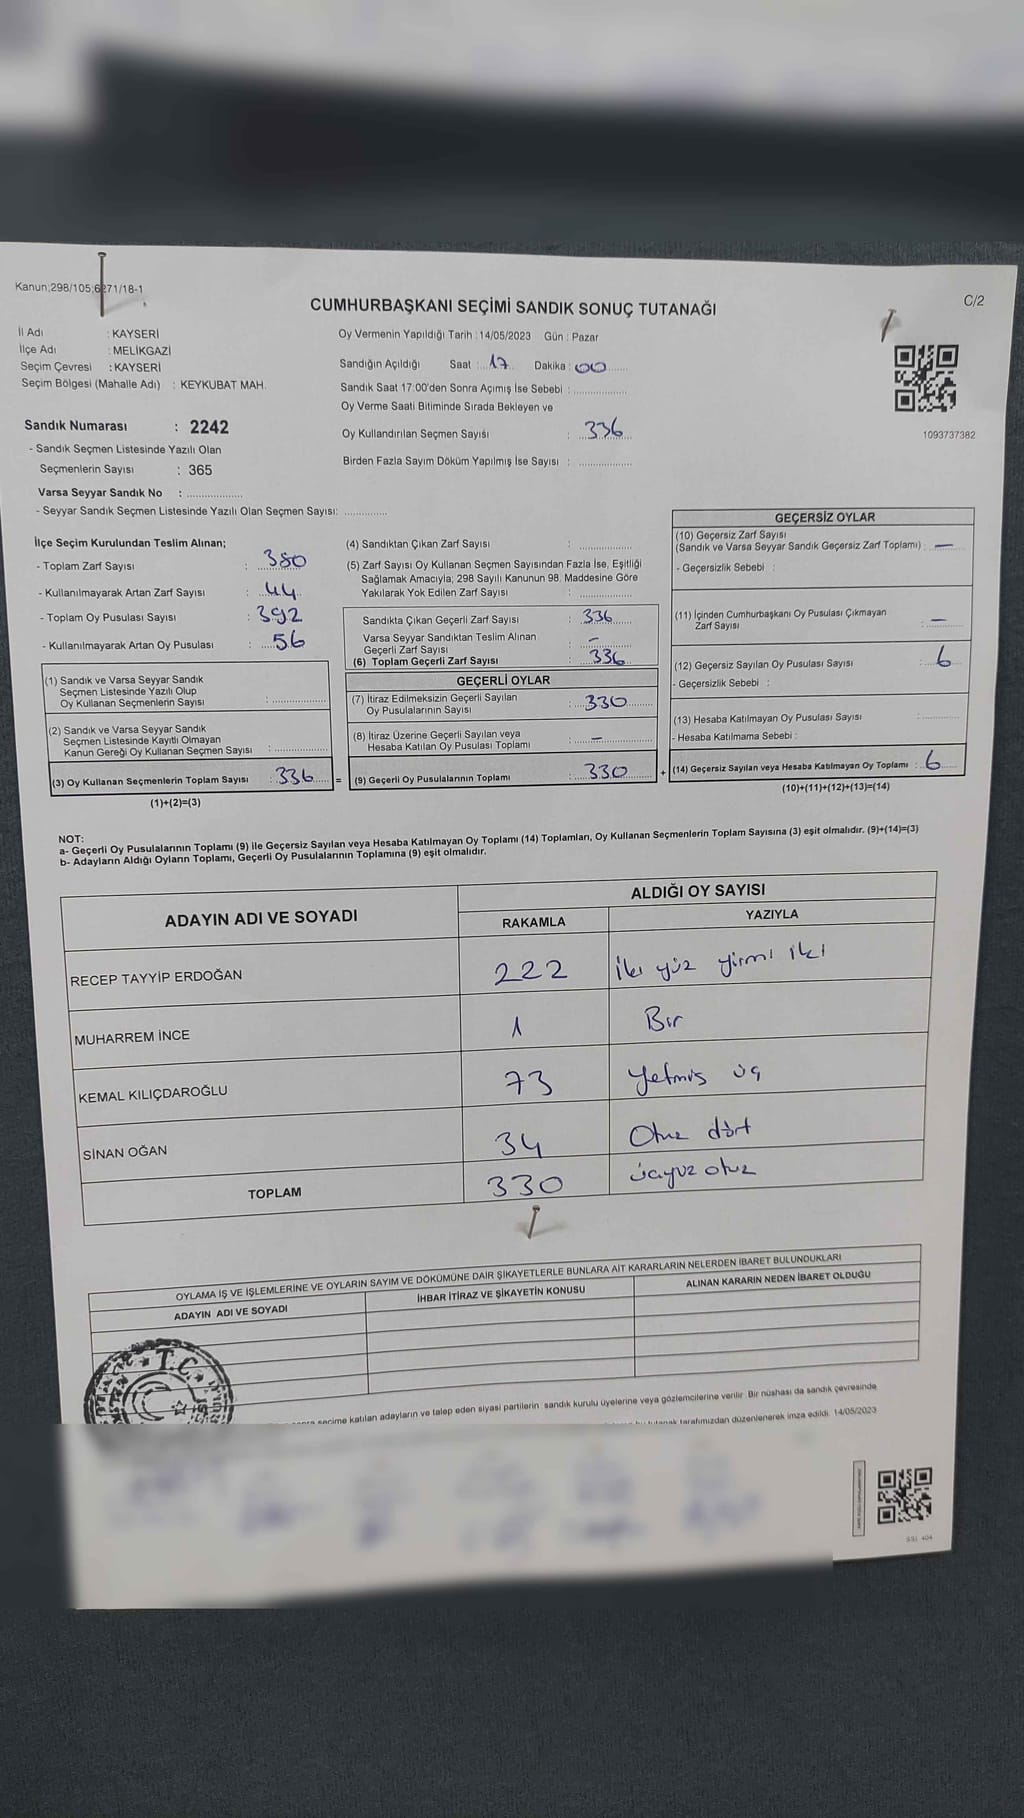 Kanun;298/105;6271/18-1
C/2
CUMHURBAŞKANI SEÇİMİ SANDIK SONUÇ TUTANAĞI
İl Adı : KAYSERİ
İlçe Adı : MELİKGAZİ
Seçim Çevresi : KAYSERİ
Seçim Bölgesi (Mahalle Adı) : KEYKUBAT MAH.
Oy Vermenin Yapıldığı Tarih : 14/05/2023 Gün : Pazar
Sandığın Açıldığı Saat : 17 Dakika : 00
Sandık Saat 17:00'den Sonra Açımış İse Sebebi :
Oy Verme Saati Bitiminde Sırada Bekleyen ve
Oy Kullandırılan Seçmen Sayısı : 336
Birden Fazla Sayım Döküm Yapılmış İse Sayısı :
1093737382
Sandık Numarası : 2242
- Sandık Seçmen Listesinde Yazılı Olan
Seçmenlerin Sayısı : 365
Varsa Seyyar Sandık No :
- Seyyar Sandık Seçmen Listesinde Yazılı Olan Seçmen Sayısı:
İlçe Seçim Kurulundan Teslim Alınan;
- Toplam Zarf Sayısı : 380
- Kullanılmayarak Artan Zarf Sayısı : 44
- Toplam Oy Pusulası Sayısı : 392
- Kullanılmayarak Artan Oy Pusulası : 56
(1) Sandık ve Varsa Seyyar Sandık
Seçmen Listesinde Yazılı Olup
Oy Kullanan Seçmenlerin Sayısı :
(2) Sandık ve Varsa Seyyar Sandık
Seçmen Listesinde Kayıtlı Olmayan
Kanun Gereği Oy Kullanan Seçmen Sayısı :
(3) Oy Kullanan Seçmenlerin Toplam Sayısı : 336 =
(1)+(2)=(3)
(4) Sandıktan Çıkan Zarf Sayısı :
(5) Zarf Sayısı Oy Kullanan Seçmen Sayısından Fazla İse, Eşitliği
Sağlamak Amacıyla; 298 Sayılı Kanunun 98. Maddesine Göre
Yakılarak Yok Edilen Zarf Sayısı :
Sandıkta Çıkan Geçerli Zarf Sayısı : 336
Varsa Seyyar Sandıktan Teslim Alınan
Geçerli Zarf Sayısı : –
(6) Toplam Geçerli Zarf Sayısı : 336
GEÇERLİ OYLAR
(7) İtiraz Edilmeksizin Geçerli Sayılan
Oy Pusulalarının Sayısı : 330
(8) İtiraz Üzerine Geçerli Sayılan veya
Hesaba Katılan Oy Pusulası Toplamı : –
(9) Geçerli Oy Pusulalarının Toplamı : 330 +
GEÇERSİZ OYLAR
(10) Geçersiz Zarf Sayısı
(Sandık ve Varsa Seyyar Sandık Geçersiz Zarf Toplamı) : –
- Geçersizlik Sebebi :
(11) İçinden Cumhurbaşkanı Oy Pusulası Çıkmayan
Zarf Sayısı : –
(12) Geçersiz Sayılan Oy Pusulası Sayısı : 6
- Geçersizlik Sebebi :
(13) Hesaba Katılmayan Oy Pusulası Sayısı :
- Hesaba Katılmama Sebebi :
(14) Geçersiz Sayılan veya Hesaba Katılmayan Oy Toplamı : 6
(10)+(11)+(12)+(13)=(14)
NOT:
a- Geçerli Oy Pusulalarının Toplamı (9) ile Geçersiz Sayılan veya Hesaba Katılmayan Oy Toplamı (14) Toplamları, Oy Kullanan Seçmenlerin Toplam Sayısına (3) eşit olmalıdır. (9)+(14)=(3)
b- Adayların Aldığı Oyların Toplamı, Geçerli Oy Pusulalarının Toplamına (9) eşit olmalıdır.
ADAYIN ADI VE SOYADI
ALDIĞI OY SAYISI
RAKAMLA YAZIYLA
RECEP TAYYİP ERDOĞAN 222 İki yüz yirmi iki
MUHARREM İNCE 1 Bir
KEMAL KILIÇDAROĞLU 73 Yetmiş üç
SİNAN OĞAN 34 Otuz dört
TOPLAM 330 üçyuz otuz
OYLAMA İŞ VE İŞLEMLERİNE VE OYLARIN SAYIM VE DÖKÜMÜNE DAİR ŞİKAYETLERLE BUNLARA AİT KARARLARIN NELERDEN İBARET BULUNDUKLARI
ADAYIN ADI VE SOYADI İHBAR İTİRAZ VE ŞİKAYETİN KONUSU ALINAN KARARIN NEDEN İBARET OLDUĞU
T.C.
seçime katılan adayların ve talep eden siyasi partilerin sandık kurulu üyelerine veya gözlemcilerine verilir. Bir nüshası da sandık çevresinde
tutanak tarafımızdan düzenlenerek imza edildi. 14/05/2023